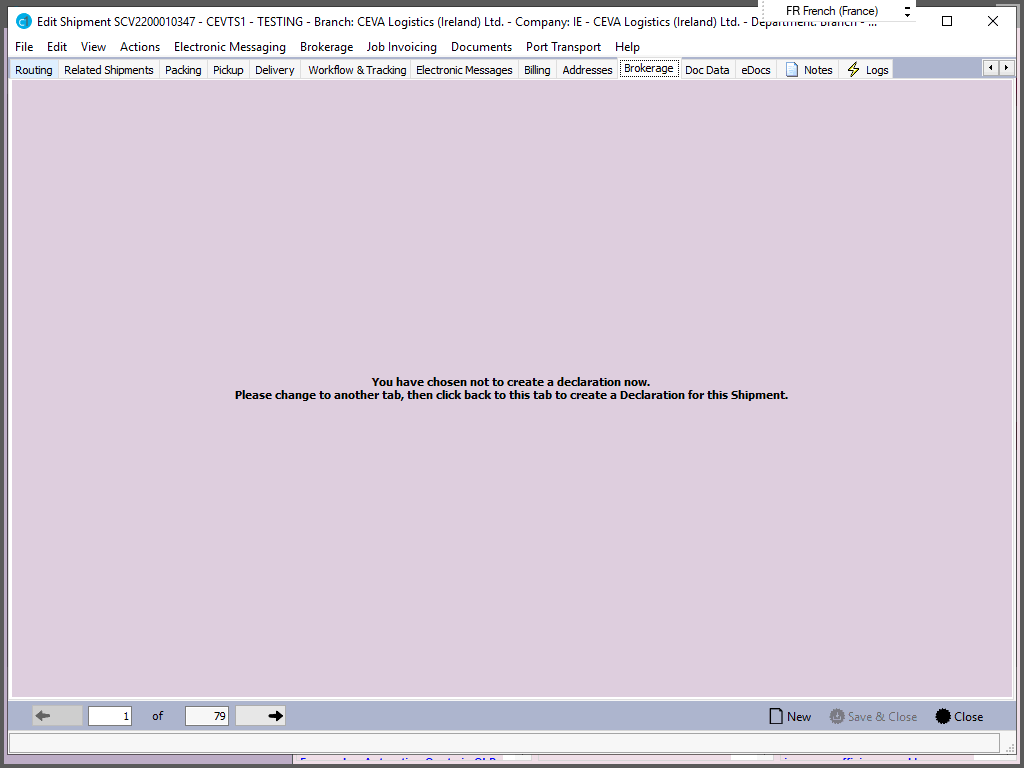 FR French (France)
Edit Shipment SCV2200010347 - CEVTS1 - TESTING - Branch: CEVA Logistics (Ireland) Ltd. - Company: IE - CEVA Logistics (Ireland) Ltd. - Department: Branch - ...
File Edit View Actions Electronic Messaging Brokerage Job Invoicing Documents Port Transport Help
Routing Related Shipments Packing Pickup Delivery Workflow & Tracking Electronic Messages Billing Addresses Brokerage Doc Data eDocs Notes Logs
You have chosen not to create a declaration now.
Please change to another tab, then click back to this tab to create a Declaration for this Shipment.
1 of 79 New Save & Close Close